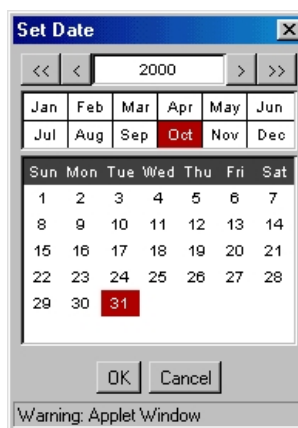 Set Date
<< < 2000 > >>
Jan Feb Mar Apr May Jun
Jul Aug Sep Oct Nov Dec
Sun Mon Tue Wed Thu Fri Sat
1 2 3 4 5 6 7
8 9 10 11 12 13 14
15 16 17 18 19 20 21
22 23 24 25 26 27 28
29 30 31
OK Cancel
Warning: Applet Window